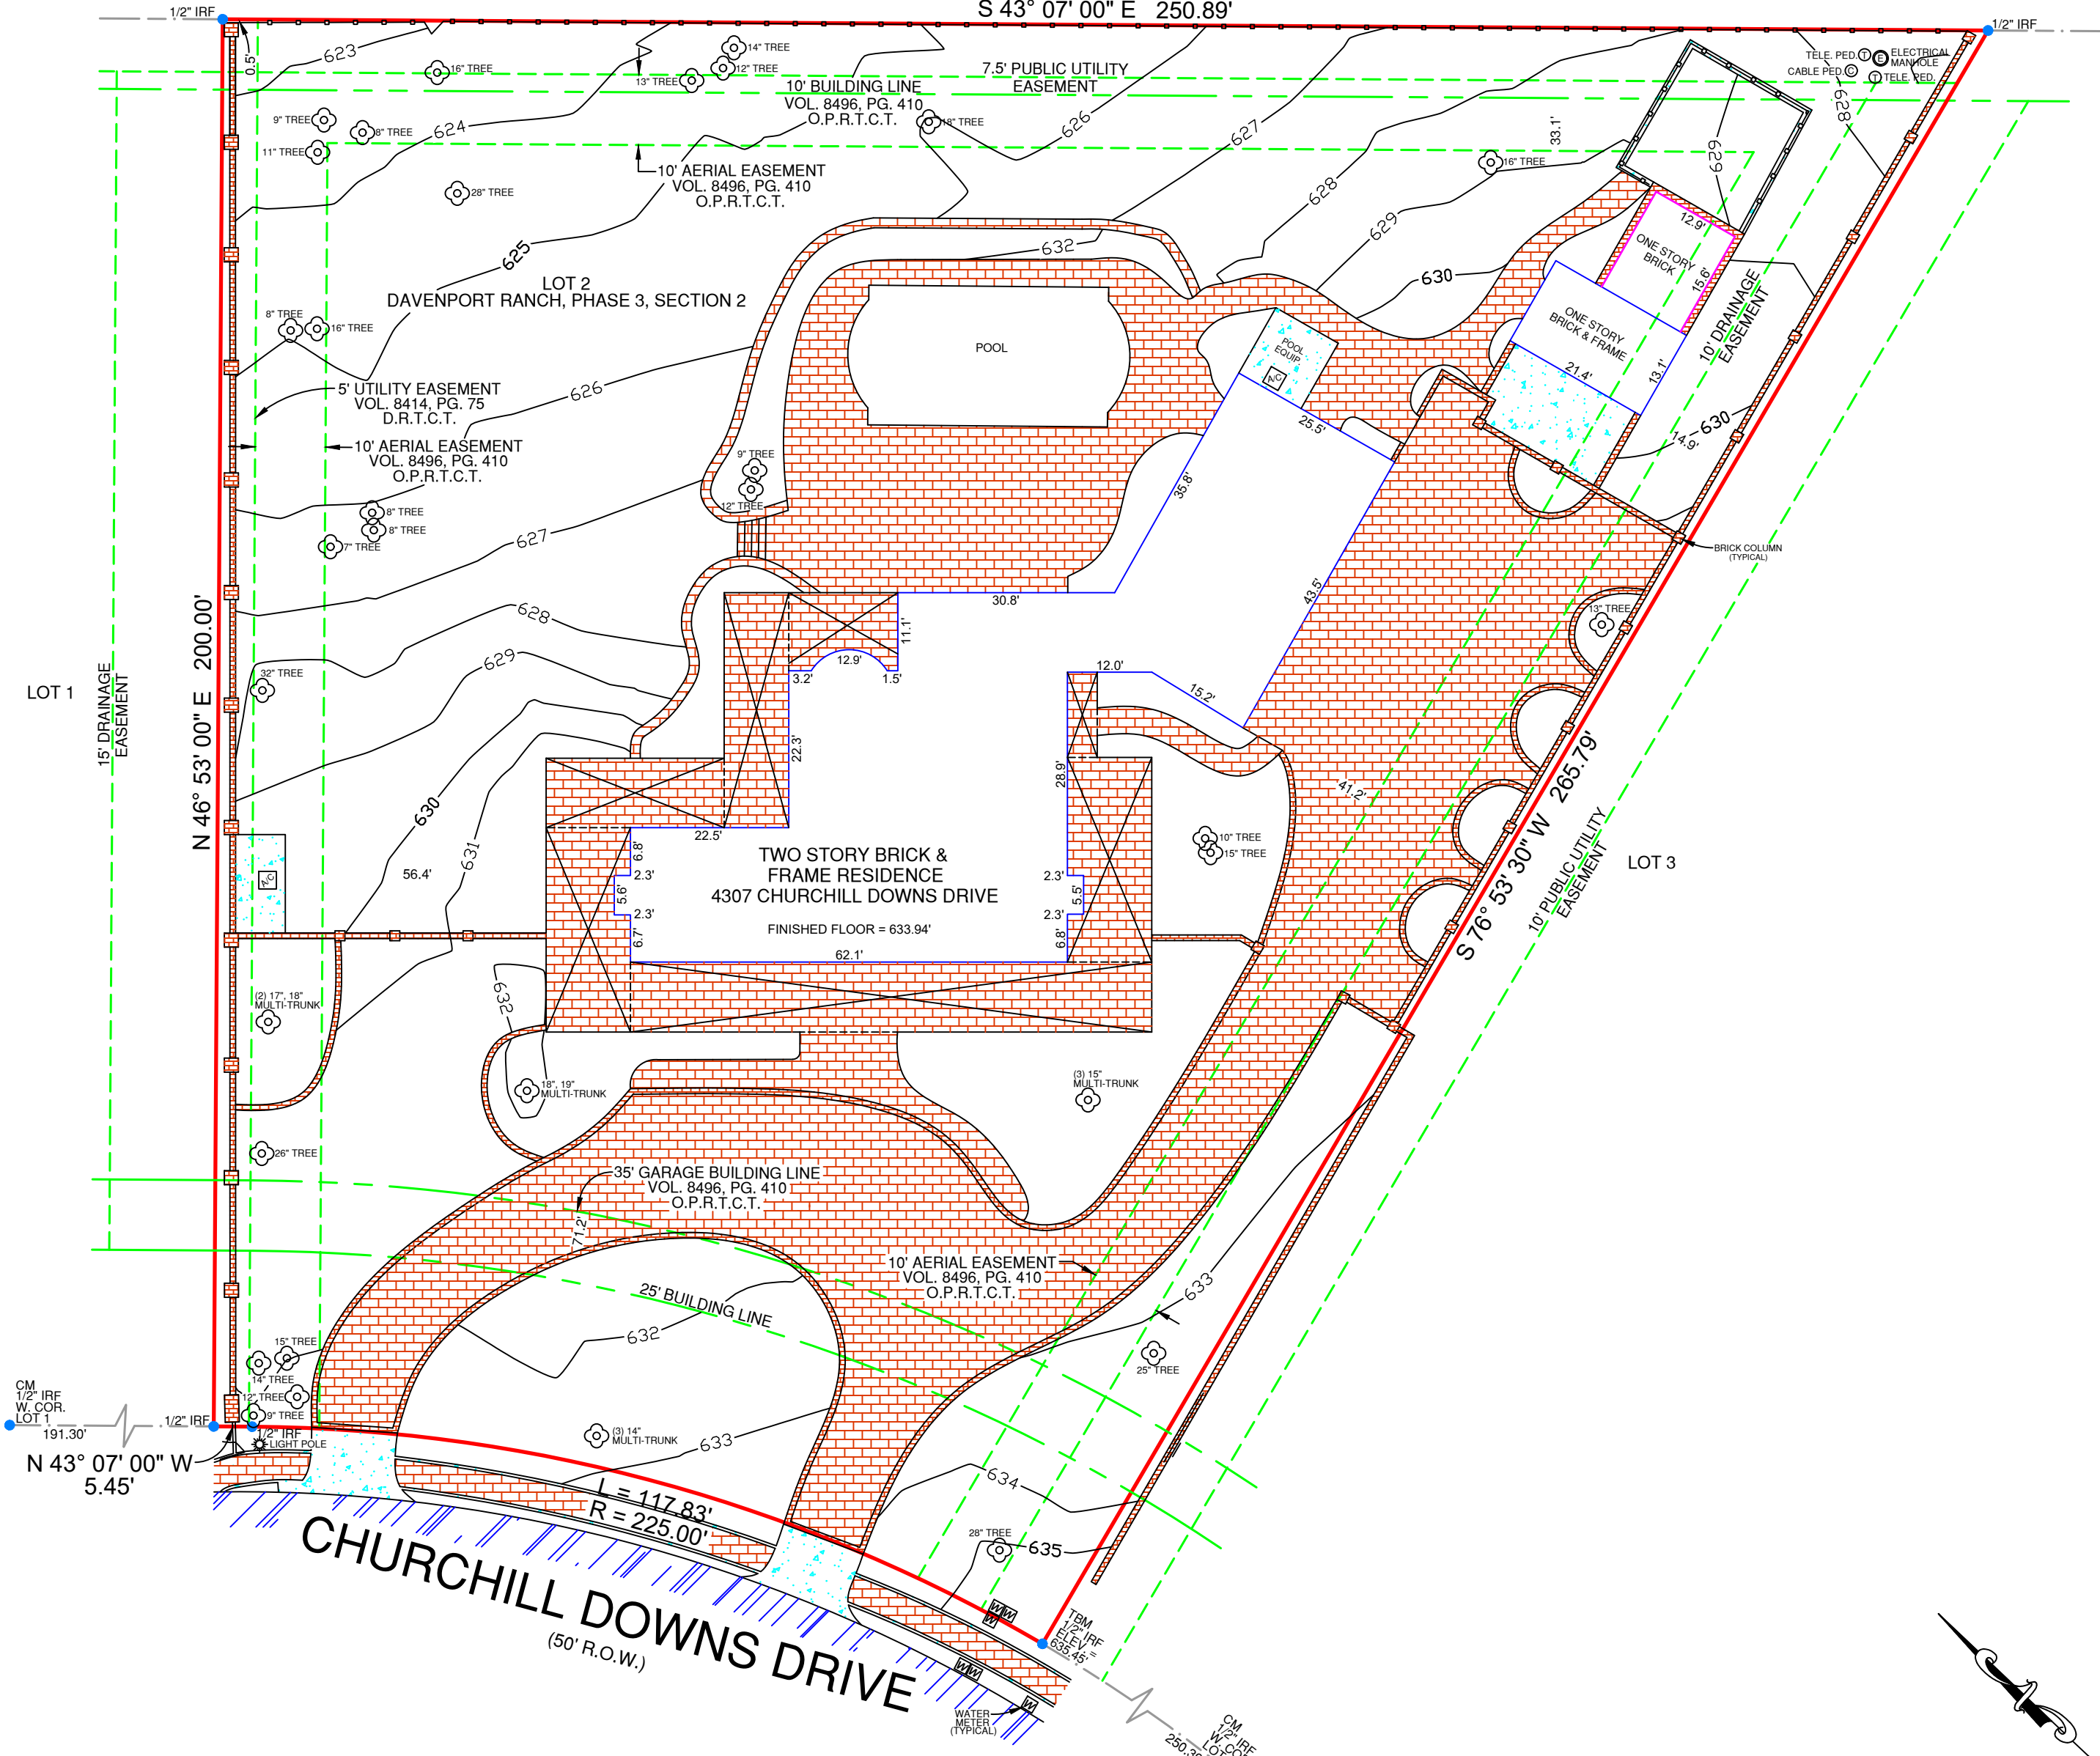 S 43° 07' 00" E 250.89'
1/2" IRF
1/2" IRF
0.5'
623
16" TREE
14" TREE
12" TREE
13" TREE
7.5' PUBLIC UTILITY
EASEMENT
TELE. PED. T
E ELECTRICAL
MANHOLE
CABLE PED. C
T TELE. PED.
628
10' BUILDING LINE
VOL. 8496, PG. 410
O.P.R.T.C.T.
9" TREE
8" TREE
11" TREE
624
18" TREE
626
627
33.1'
16" TREE
629
28" TREE
10' AERIAL EASEMENT
VOL. 8496, PG. 410
O.P.R.T.C.T.
628
629
625
632
630
12.9'
ONE STORY
BRICK
15.6'
LOT 2
DAVENPORT RANCH, PHASE 3, SECTION 2
8" TREE
16" TREE
POOL
POOL
EQUIP.
A/C
ONE STORY
BRICK & FRAME
21.4'
13.1'
10' DRAINAGE
EASEMENT
5' UTILITY EASEMENT
VOL. 8414, PG. 75
D.R.T.C.T.
626
10' AERIAL EASEMENT
VOL. 8496, PG. 410
O.P.R.T.C.T.
25.5'
630
14.9'
9" TREE
12" TREE
35.8'
8" TREE
8" TREE
7" TREE
627
BRICK COLUMN
(TYPICAL)
30.8'
43.5'
628
11.1'
13" TREE
N 46° 53' 00" E 200.00'
629
12.9'
3.2'
1.5'
12.0'
15.2'
32" TREE
LOT 1
15' DRAINAGE
EASEMENT
22.3'
28.9'
41.2'
S 76° 53' 30" W 265.79'
630
631
22.5'
6.8'
2.3'
5.6'
2.3'
6.7'
TWO STORY BRICK &
FRAME RESIDENCE
4307 CHURCHILL DOWNS DRIVE
FINISHED FLOOR = 633.94'
62.1'
2.3'
5.5'
2.3'
6.8'
10" TREE
15" TREE
10' PUBLIC UTILITY
EASEMENT
LOT 3
56.4'
A/C
(2) 17", 18"
MULTI-TRUNK
632
18", 19"
MULTI-TRUNK
(3) 15"
MULTI-TRUNK
26" TREE
35' GARAGE BUILDING LINE
VOL. 8496, PG. 410
O.P.R.T.C.T.
71.2'
10' AERIAL EASEMENT
VOL. 8496, PG. 410
O.P.R.T.C.T.
633
25' BUILDING LINE
632
25" TREE
15" TREE
14" TREE
12" TREE
9" TREE
CM
1/2" IRF
W. COR.
LOT 1
191.30'
1/2" IRF
1/2" IRF
LIGHT POLE
N 43° 07' 00" W
5.45'
(3) 14"
MULTI-TRUNK
633
634
L = 117.83'
R = 225.00'
28" TREE
635
CHURCHILL DOWNS DRIVE
(50' R.O.W.)
W W
W
TBM
1/2" IRF
ELEV. =
635.45'
W W
W
WATER
METER
(TYPICAL)
CM
1/2" IRF
W. COR.